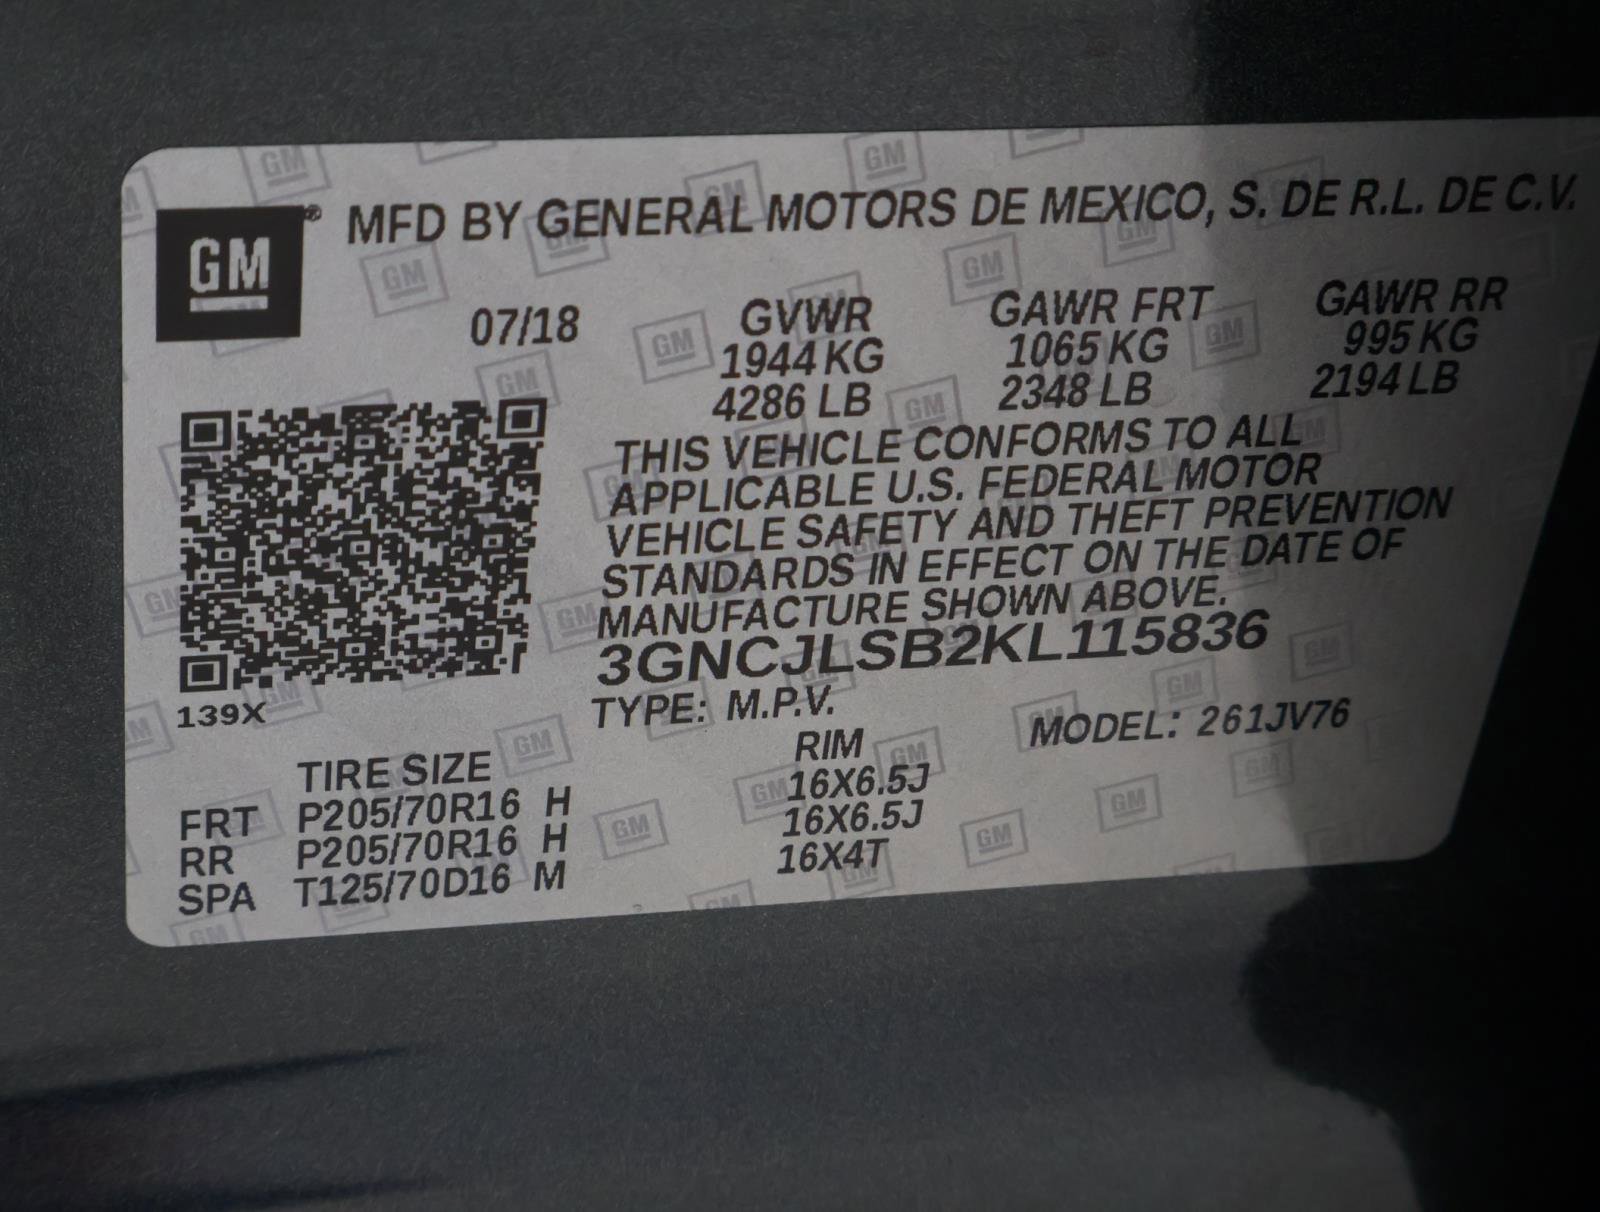 GM ® MFD BY GENERAL MOTORS DE MEXICO, S. DE R.L. DE C.V.
07/18 GVWR GAWR FRT GAWR RR
1944 KG 1065 KG 995 KG
4286 LB 2348 LB 2194 LB
THIS VEHICLE CONFORMS TO ALL
APPLICABLE U.S. FEDERAL MOTOR
VEHICLE SAFETY AND THEFT PREVENTION
STANDARDS IN EFFECT ON THE DATE OF
MANUFACTURE SHOWN ABOVE.
3GNCJLSB2KL115836
139X
TYPE: M.P.V. MODEL: 261JV76
TIRE SIZE RIM
FRT P205/70R16 H 16X6.5J
RR P205/70R16 H 16X6.5J
SPA T125/70D16 M 16X4T